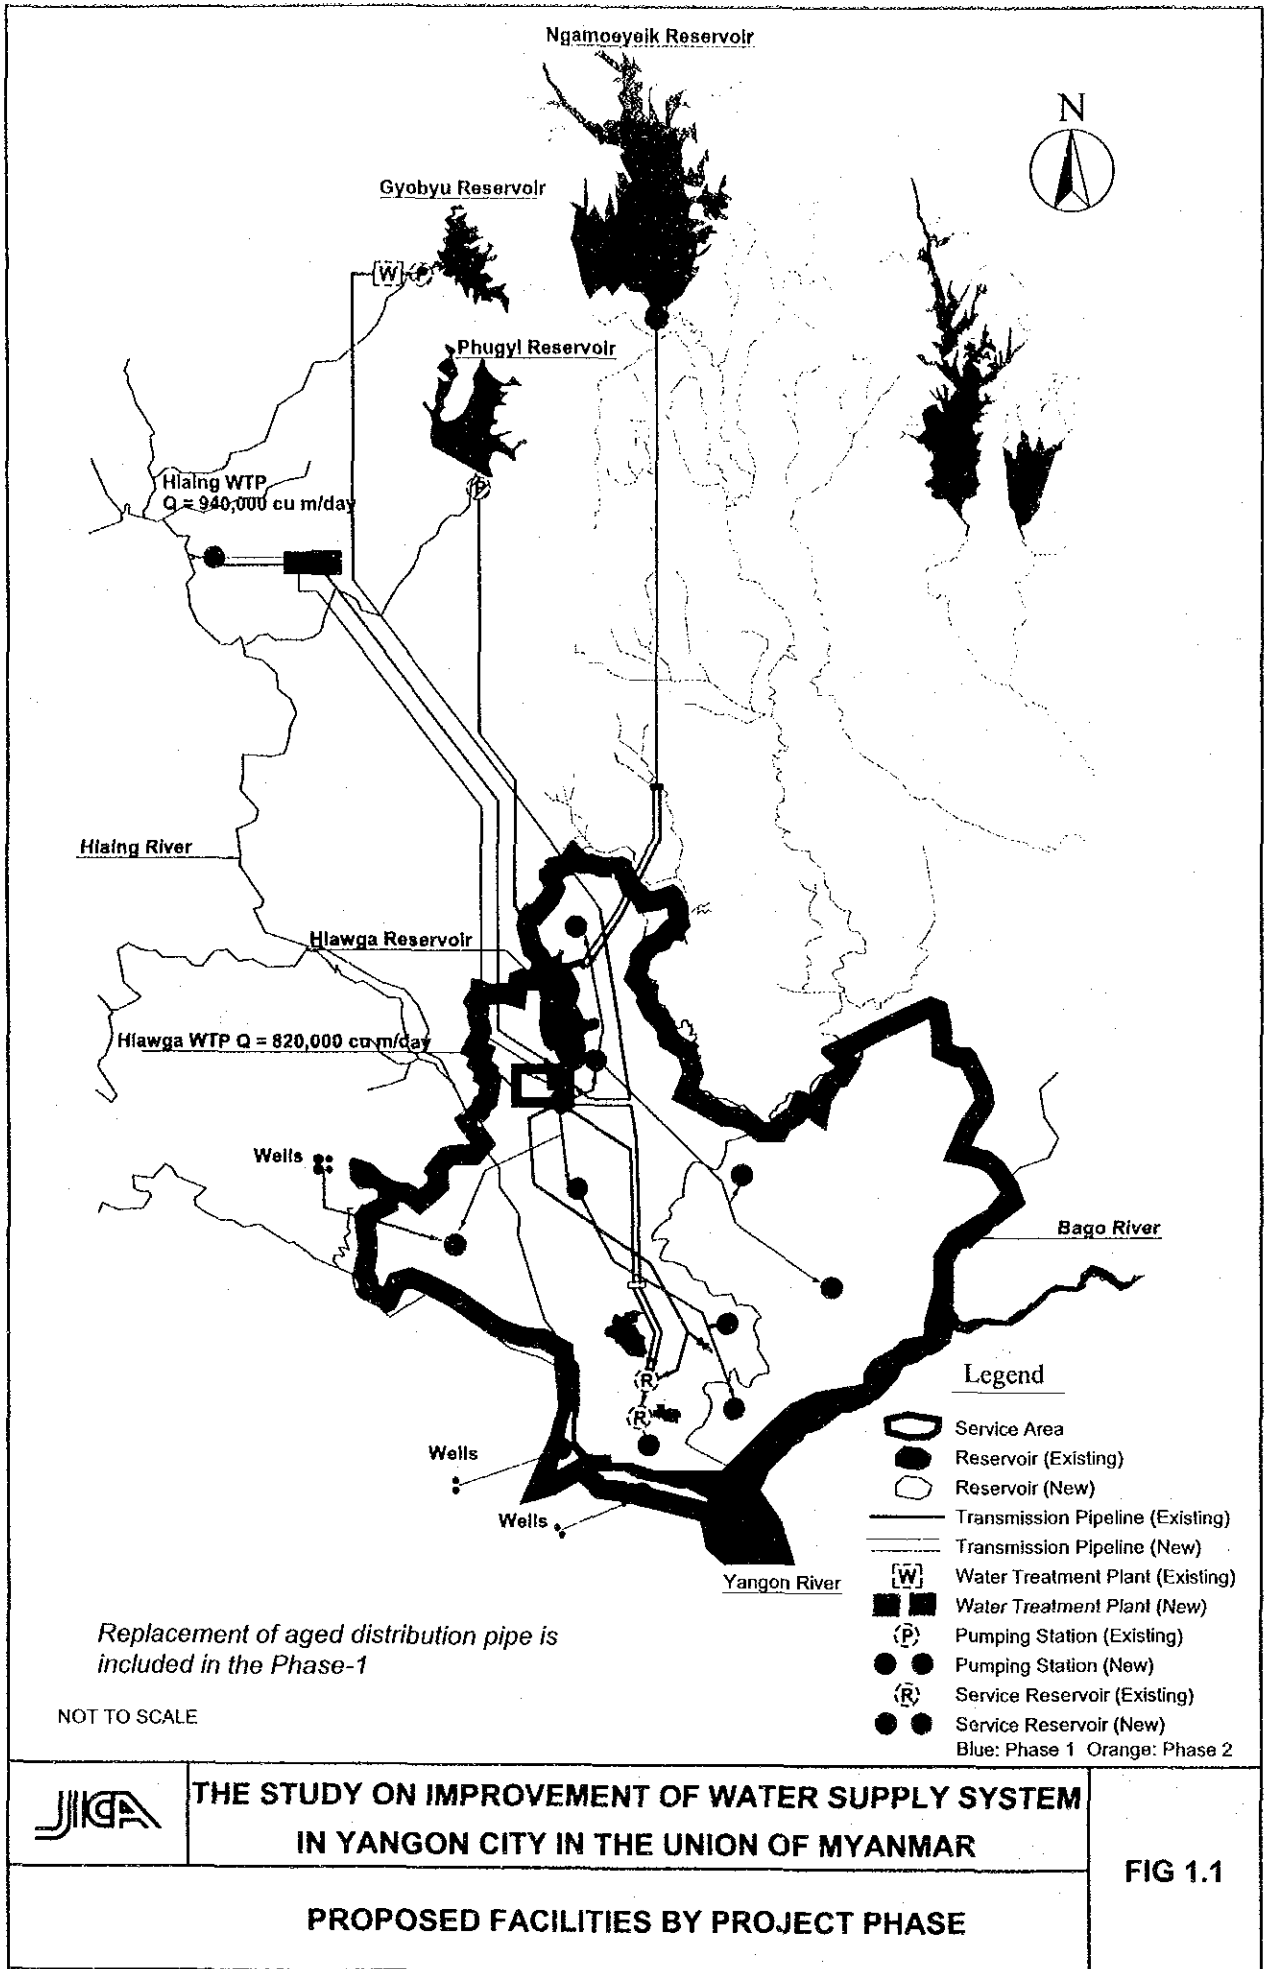 Ngamoeyeik Reservoir
N
Gyobyu Reservoir
W
P
Phugyi Reservoir
Hlaing WTP
Q = 940,000 cu m/day
P
Hlaing River
Hlawga Reservoir
Hlawga WTP Q = 820,000 cu m/day
Wells
Bago River
R
R
Wells
Wells
Yangon River
Legend
Service Area
Reservoir (Existing)
Reservoir (New)
Transmission Pipeline (Existing)
Transmission Pipeline (New)
W Water Treatment Plant (Existing)
Water Treatment Plant (New)
P Pumping Station (Existing)
Pumping Station (New)
R Service Reservoir (Existing)
Service Reservoir (New)
Blue: Phase 1 Orange: Phase 2
Replacement of aged distribution pipe is
included in the Phase-1
NOT TO SCALE
JICA
THE STUDY ON IMPROVEMENT OF WATER SUPPLY SYSTEM
IN YANGON CITY IN THE UNION OF MYANMAR
FIG 1.1
PROPOSED FACILITIES BY PROJECT PHASE